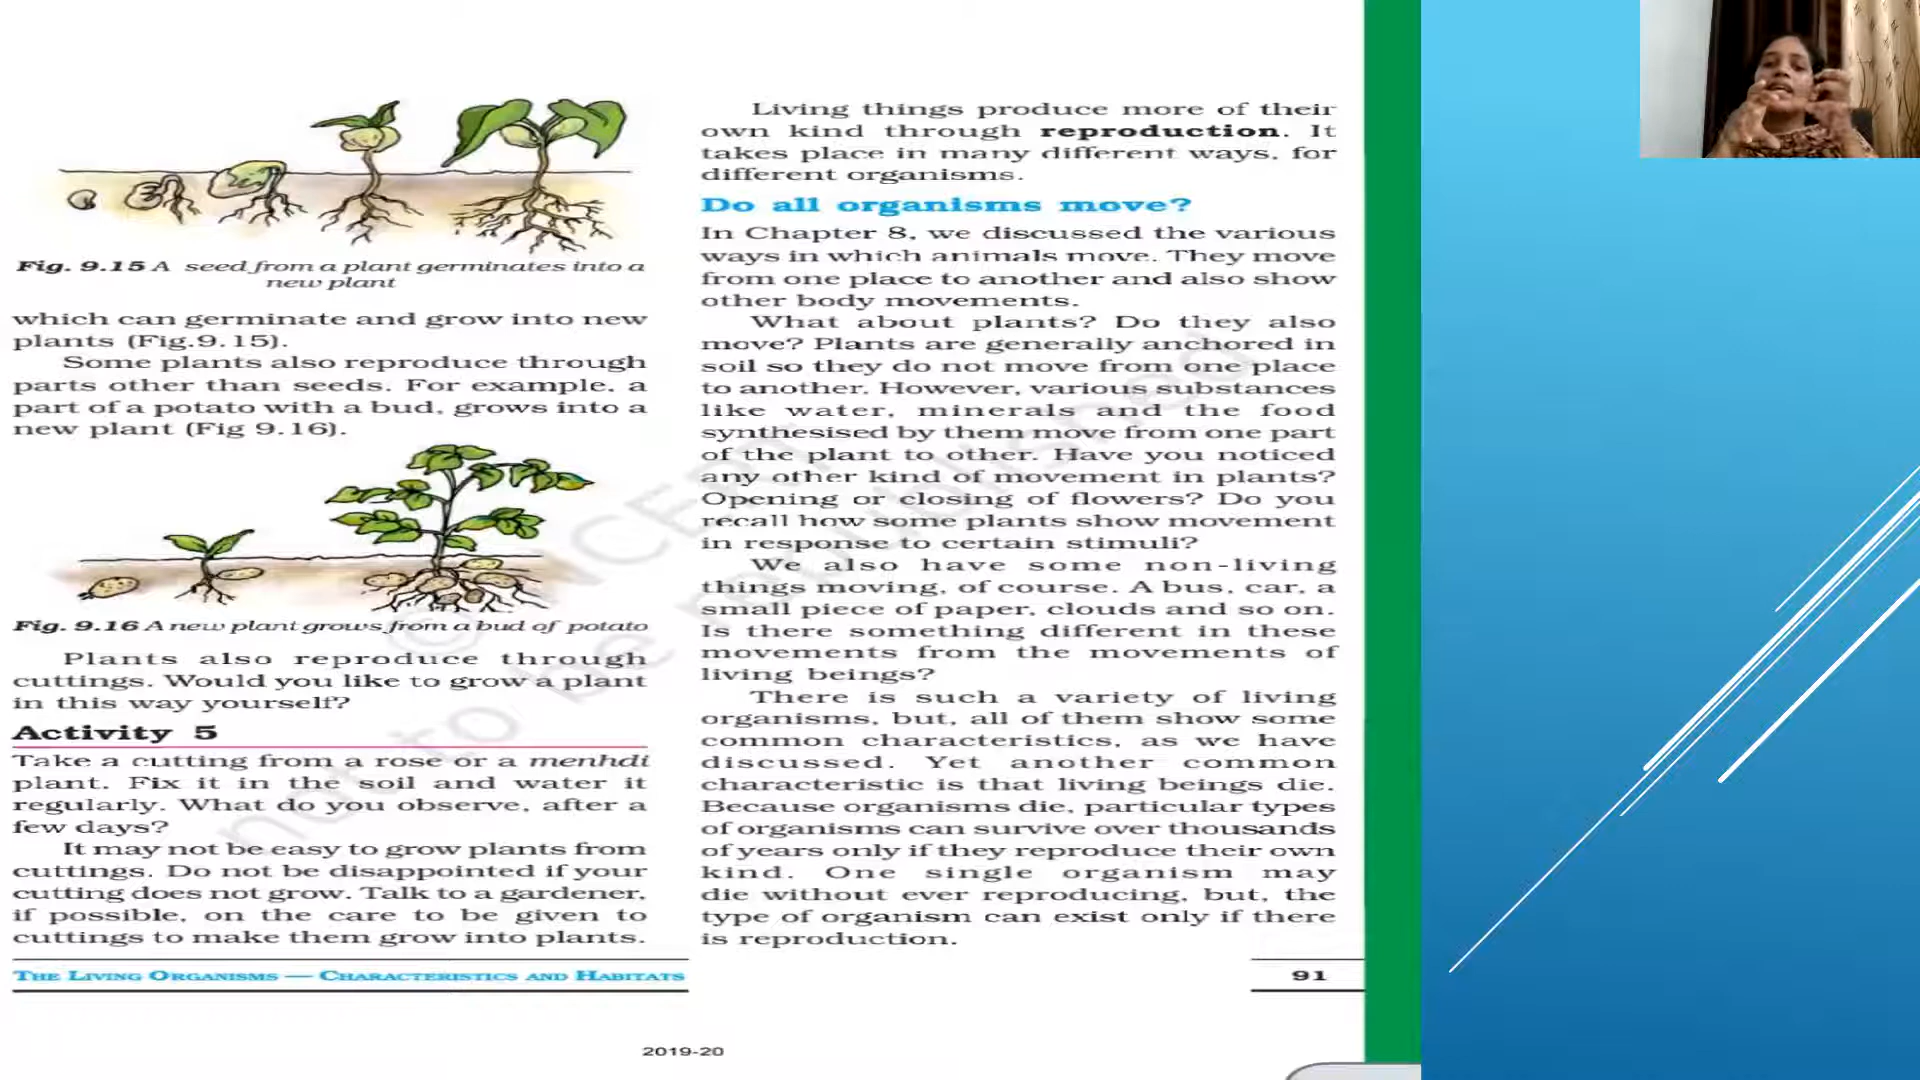 Fig. 9.15 A seed from a plant germinates into a
new plant
which can germinate and grow into new
plants (Fig.9.15).
Some plants also reproduce through
parts other than seeds. For example, a
part of a potato with a bud, grows into a
new plant (Fig 9.16).
Fig. 9.16 A new plant grows from a bud of potato
Plants also reproduce through
cuttings. Would you like to grow a plant
in this way yourself?
Activity 5
Take a cutting from a rose or a menhdi
plant. Fix it in the soil and water it
regularly. What do you observe, after a
few days?
It may not be easy to grow plants from
cuttings. Do not be disappointed if your
cutting does not grow. Talk to a gardener,
if possible, on the care to be given to
cuttings to make them grow into plants.
Living things produce more of their
own kind through reproduction. It
takes place in many different ways, for
different organisms.
Do all organisms move?
In Chapter 8, we discussed the various
ways in which animals move. They move
from one place to another and also show
other body movements.
What about plants? Do they also
move? Plants are generally anchored in
soil so they do not move from one place
to another. However, various substances
like water, minerals and the food
synthesised by them move from one part
of the plant to other. Have you noticed
any other kind of movement in plants?
Opening or closing of flowers? Do you
recall how some plants show movement
in response to certain stimuli?
We also have some non-living
things moving, of course. A bus, car, a
small piece of paper, clouds and so on.
Is there something different in these
movements from the movements of
living beings?
There is such a variety of living
organisms, but, all of them show some
common characteristics, as we have
discussed. Yet another common
characteristic is that living beings die.
Because organisms die, particular types
of organisms can survive over thousands
of years only if they reproduce their own
kind. One single organism may
die without ever reproducing, but, the
type of organism can exist only if there
is reproduction.
THE LIVING ORGANISMS — CHARACTERISTICS AND HABITATS
91
2019-20
© NCERT
not to be republished